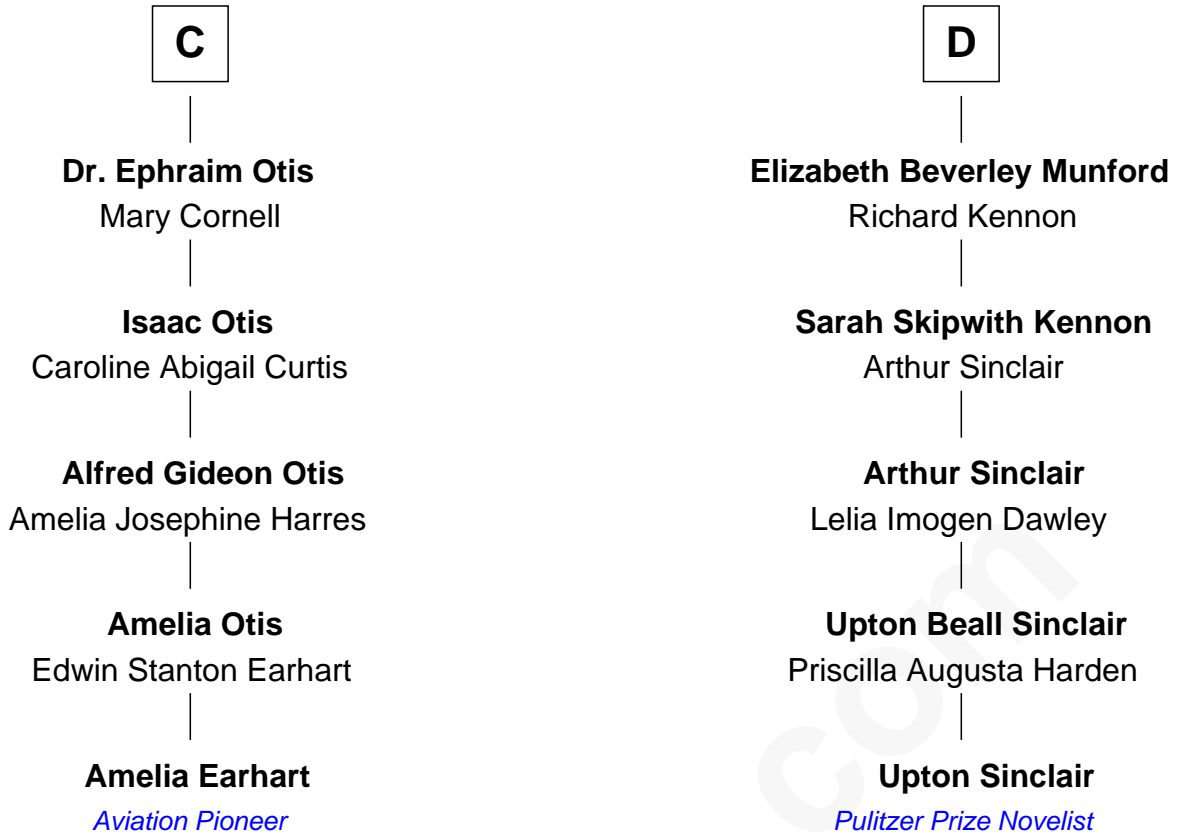 C
Dr. Ephraim Otis
Mary Cornell
Isaac Otis
Caroline Abigail Curtis
Alfred Gideon Otis
Amelia Josephine Harres
Amelia Otis
Edwin Stanton Earhart
Amelia Earhart
Aviation Pioneer
D
Elizabeth Beverley Munford
Richard Kennon
Sarah Skipwith Kennon
Arthur Sinclair
Arthur Sinclair
Lelia Imogen Dawley
Upton Beall Sinclair
Priscilla Augusta Harden
Upton Sinclair
Pulitzer Prize Novelist
com